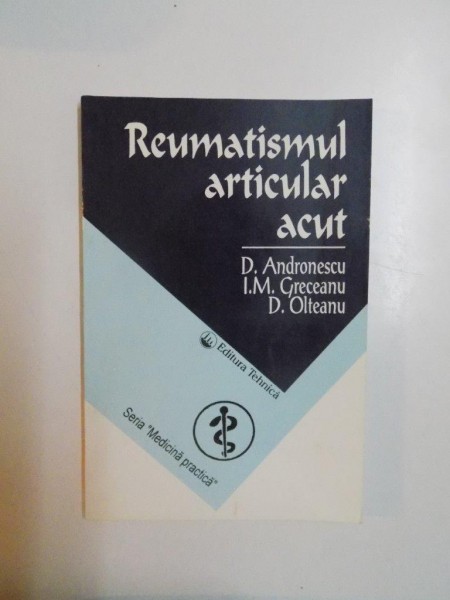 Reumatismul
articular
acut
D. Andronescu
I.M. Greceanu
D. Olteanu
Editura Tehnică
Seria "Medicină practică"